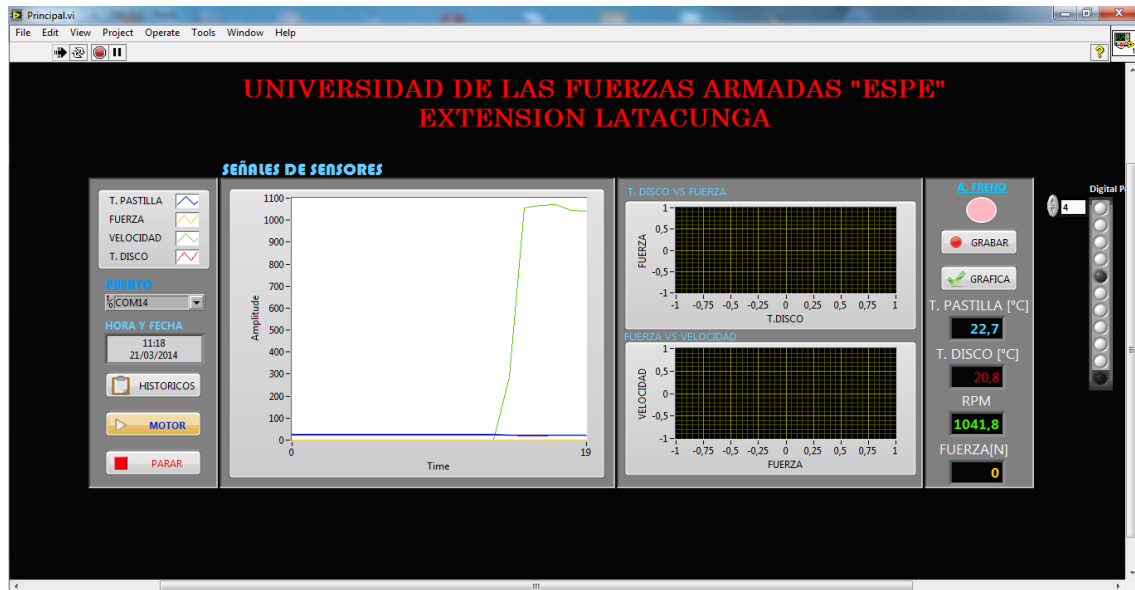 Principal.vi
File Edit View Project Operate Tools Window Help
UNIVERSIDAD DE LAS FUERZAS ARMADAS "ESPE"
EXTENSION LATACUNGA
SEÑALES DE SENSORES
T. PASTILLA
FUERZA
VELOCIDAD
T. DISCO
PUERTO
COM14
HORA Y FECHA
11:18
21/03/2014
HISTORICOS
MOTOR
PARAR
Amplitude
1100
1000
900
800
700
600
500
400
300
200
100
0
0 19
Time
T. DISCO VS FUERZA
FUERZA
1
0,5
0
-0,5
-1
-1 -0,75 -0,5 -0,25 0 0,25 0,5 0,75 1
T.DISCO
FUERZA VS VELOCIDAD
VELOCIDAD
1
0,5
0
-0,5
-1
-1 -0,75 -0,5 -0,25 0 0,25 0,5 0,75 1
FUERZA
A. FRENO
GRABAR
GRAFICA
T. PASTILLA [°C]
22,7
T. DISCO [°C]
20,8
RPM
1041,8
FUERZA[N]
0
Digital
4